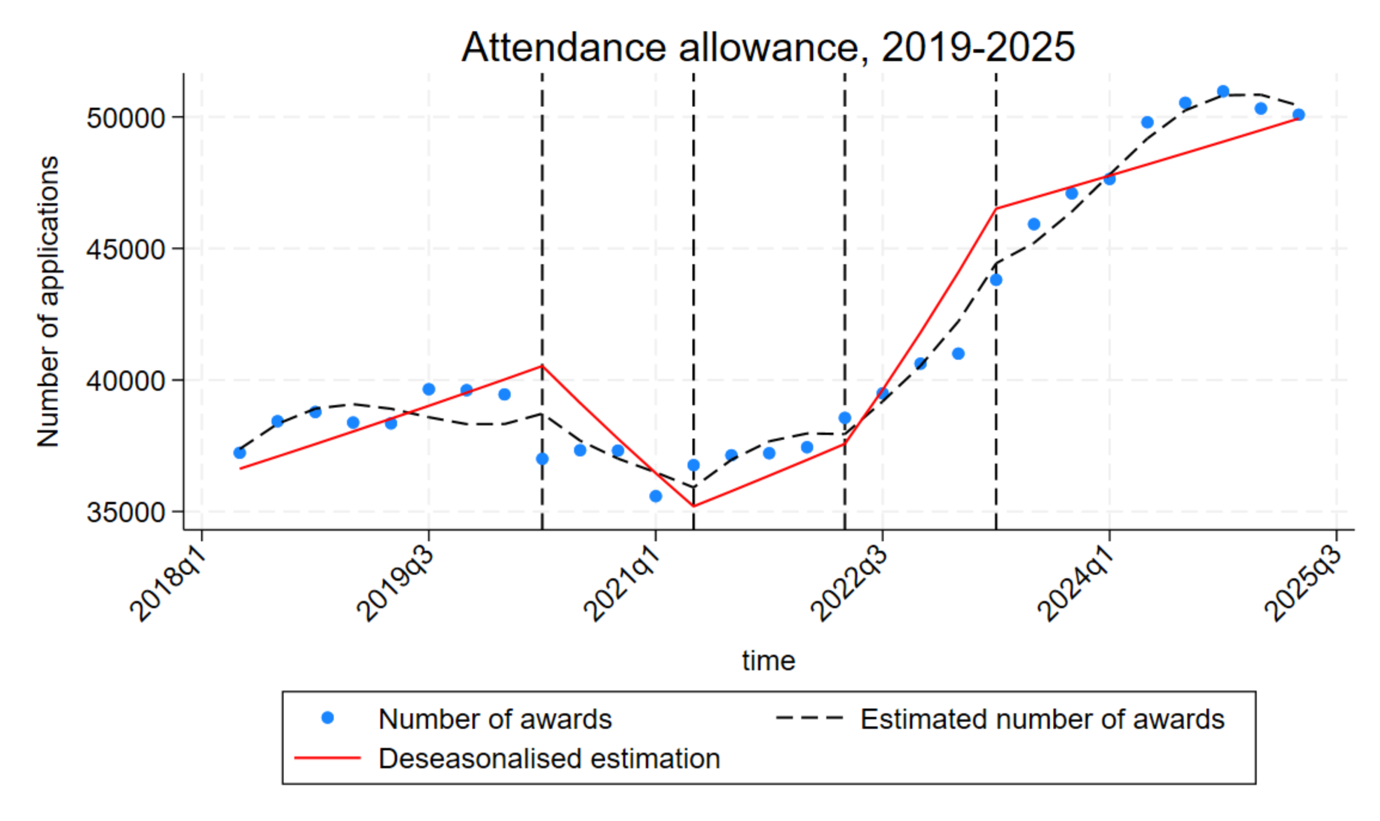 Attendance allowance, 2019-2025
Number of applications
50000
45000
40000
35000
2018q1
2019q3
2021q1
2022q3
2024q1
2025q3
time
Number of awards
Estimated number of awards
Deseasonalised estimation